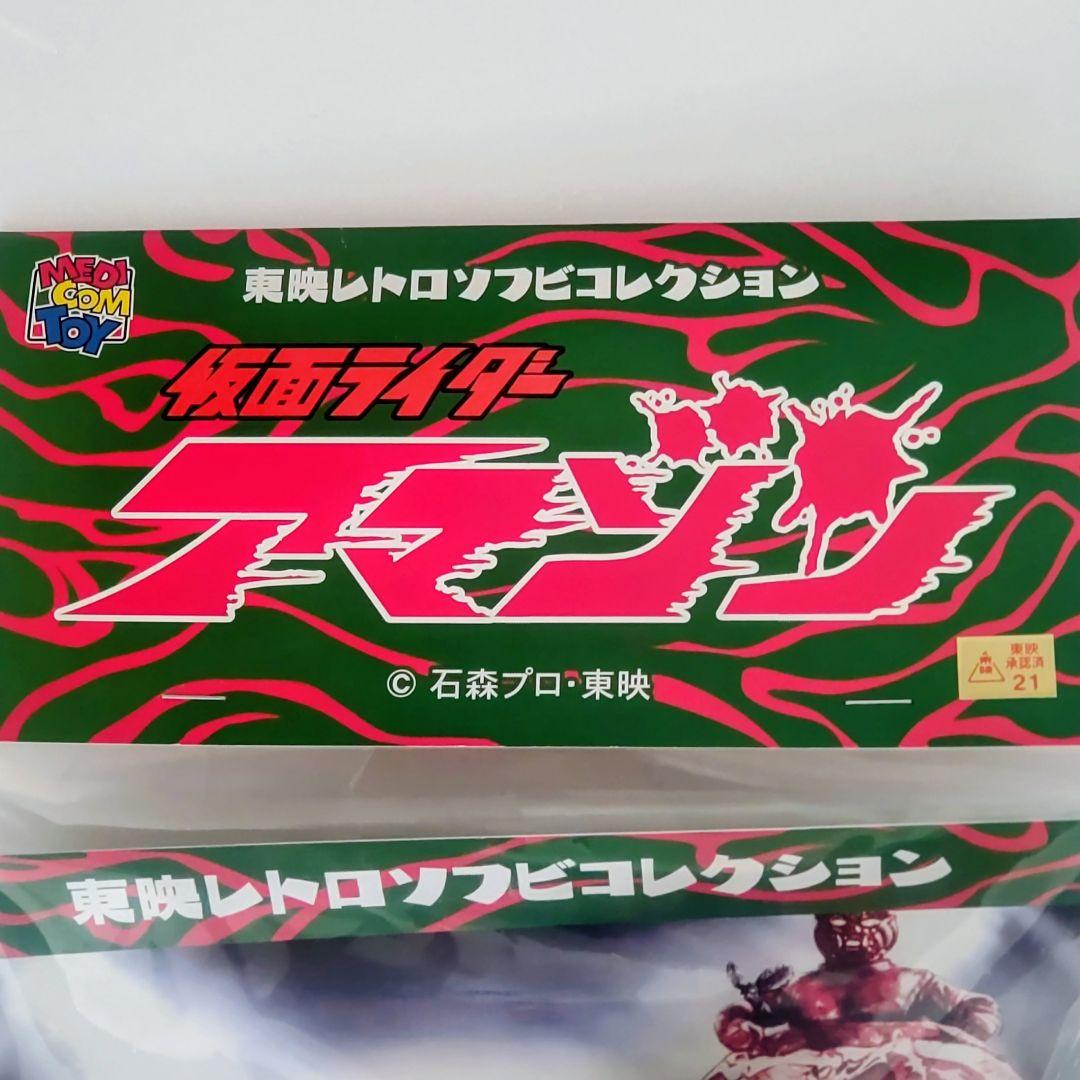 MEDI
COM
TOY
東映レトロソフビコレクション
仮面ライダー
アマゾン
© 石森プロ・東映
東映
東映
承認済
21
東映レトロソフビコレクション